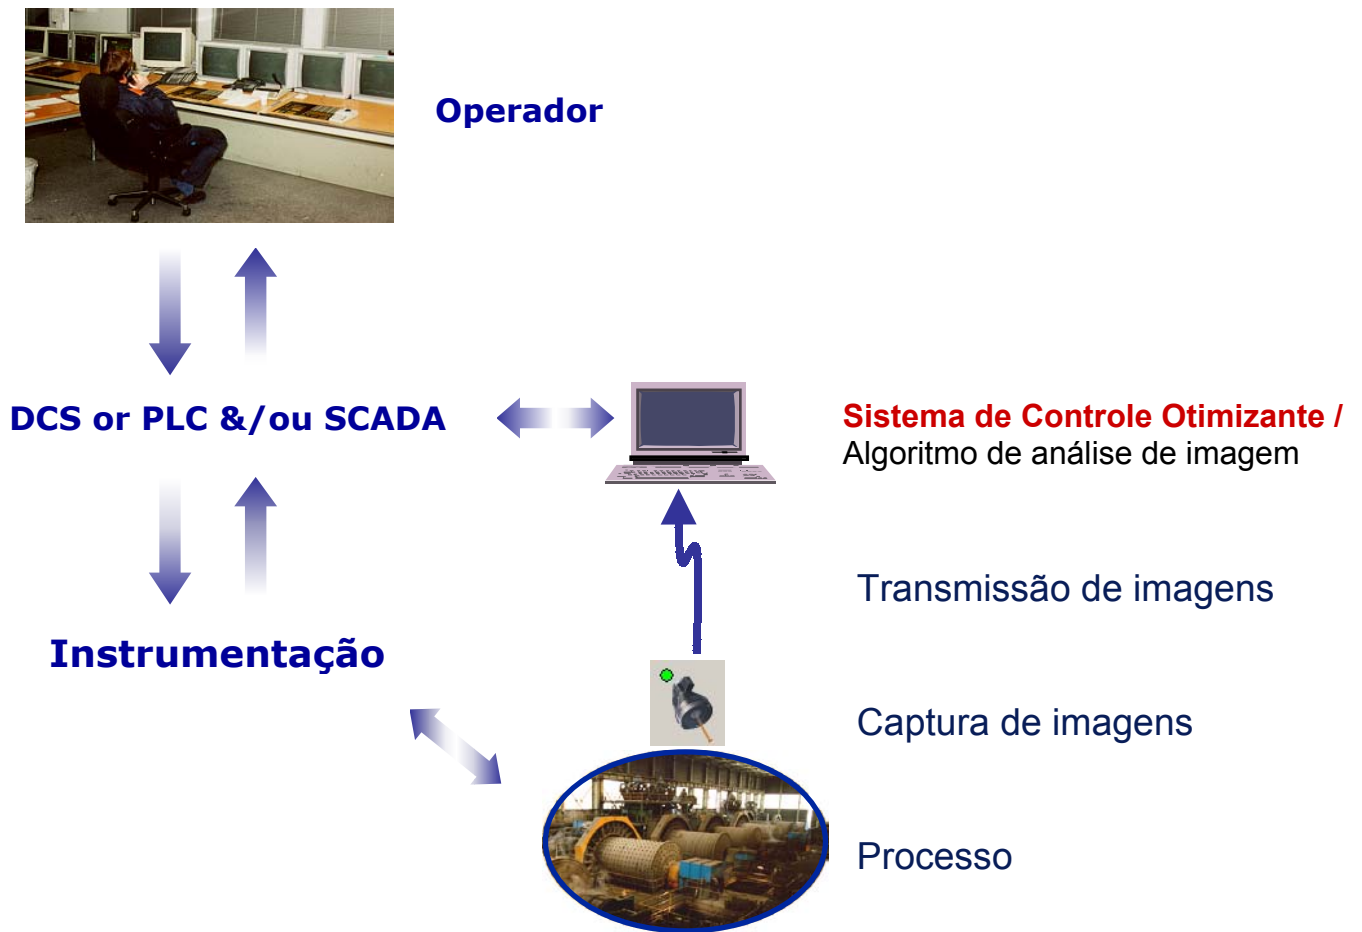 Operador
DCS or PLC &/ou SCADA
Sistema de Controle Otimizante /
Algoritmo de análise de imagem
Transmissão de imagens
Instrumentação
Captura de imagens
Processo